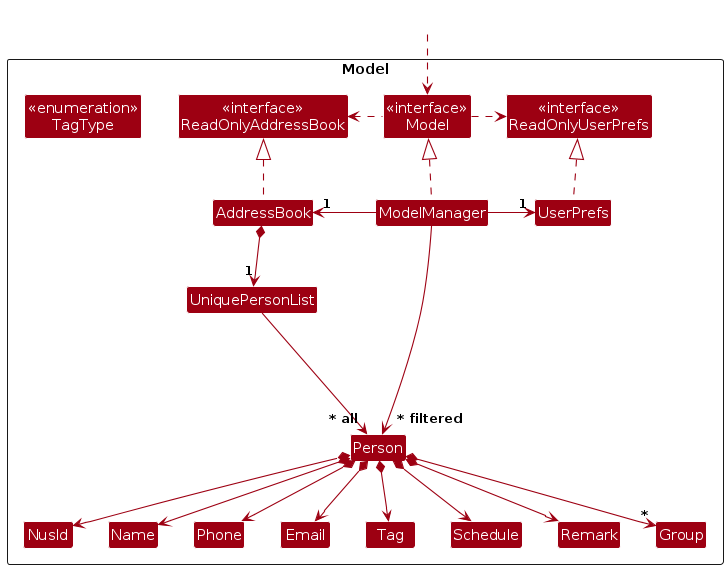 Model
«enumeration»
TagType
«interface»
ReadOnlyAddressBook
«interface»
Model
«interface»
ReadOnlyUserPrefs
AddressBook
1
ModelManager
1
UserPrefs
1
UniquePersonList
* all
* filtered
Person
*
NusId
Name
Phone
Email
Tag
Schedule
Remark
Group